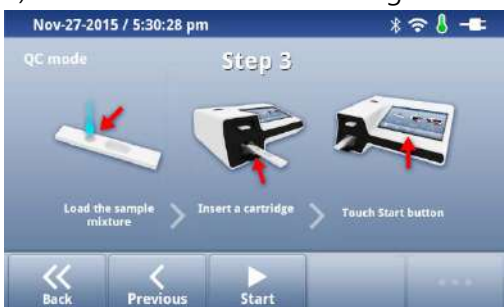 Nov-27-2015 / 5:30:28 pm
QC mode
Step 3
Load the sample
mixture
Insert a cartridge
Touch Start button
Back
Previous
Start